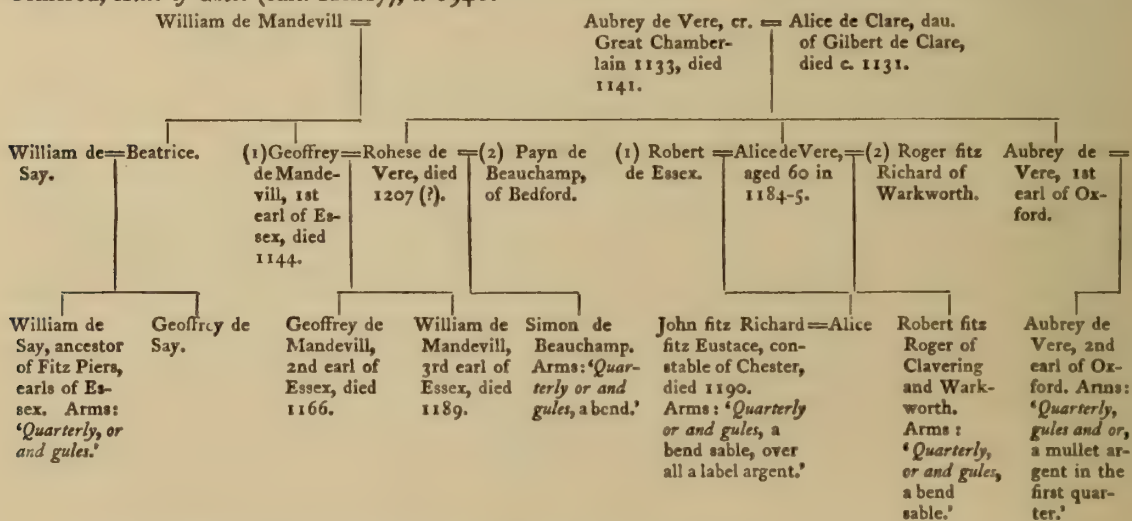 William de Mandevill =
Aubrey de Vere, cr. =
Great Chamber-
lain 1133, died
1141.
Alice de Clare, dau.
of Gilbert de Clare,
died c. 1131.
William de=
Say.
Beatrice.
(1)Geoffrey=
de Mande-
vill, 1st
earl of Es-
sex, died
1144.
Rohese de =
Vere, died
1207 (?).
(2) Payn de
Beauchamp,
of Bedford.
(1) Robert =
de Essex.
Alice de Vere,=
aged 60 in
1184-5.
(2) Roger fitz
Richard of
Warkworth.
Aubrey de =
Vere, 1st
earl of Ox-
ford.
William de
Say, ancestor
of Fitz Piers,
earls of Es-
sex. Arms:
‘Quarterly, or
and gules.’
Geoffrey de
Say.
Geoffrey de
Mandevill,
2nd earl of
Essex, died
1166.
William de
Mandevill,
3rd earl of
Essex, died
1189.
Simon de
Beauchamp.
Arms: ‘Quar-
terly or and
gules, a bend.’
John fitz Richard=
fitz Eustace, con-
stable of Chester,
died 1190.
Arms: ‘Quarterly
or and gules, a
bend sable, over
all a label argent.’
Alice
Robert fitz
Roger of
Clavering
and Wark-
worth.
Arms :
‘Quarterly,
or and gules,
a bend
sable.’
Aubrey de
Vere, 2nd
earl of Ox-
ford. Arms:
‘Quarterly,
gules and or,
a mullet ar-
gent in the
first quar-
ter.’